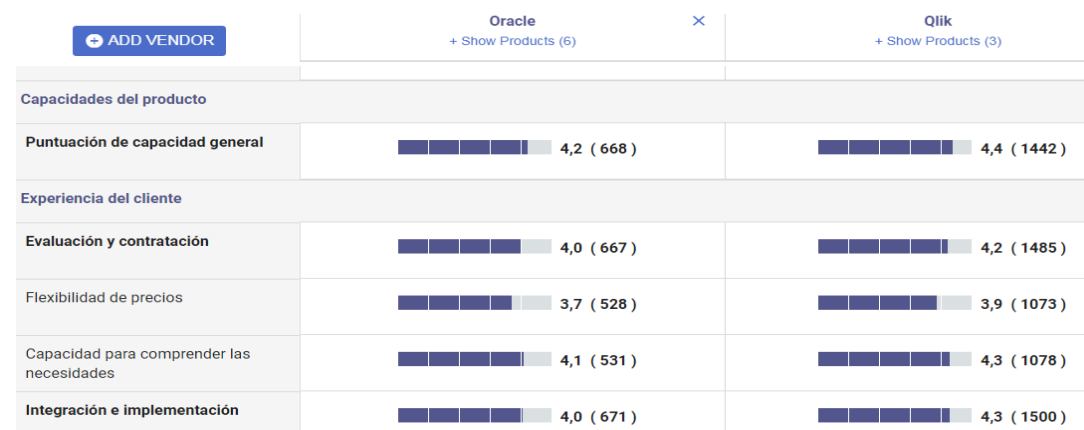 Oracle × Qlik
+ ADD VENDOR + Show Products (6) + Show Products (3)
Capacidades del producto
Puntuación de capacidad general 4,2 ( 668 ) 4,4 ( 1442 )
Experiencia del cliente
Evaluación y contratación 4,0 ( 667 ) 4,2 ( 1485 )
Flexibilidad de precios 3,7 ( 528 ) 3,9 ( 1073 )
Capacidad para comprender las
necesidades 4,1 ( 531 ) 4,3 ( 1078 )
Integración e implementación 4,0 ( 671 ) 4,3 ( 1500 )